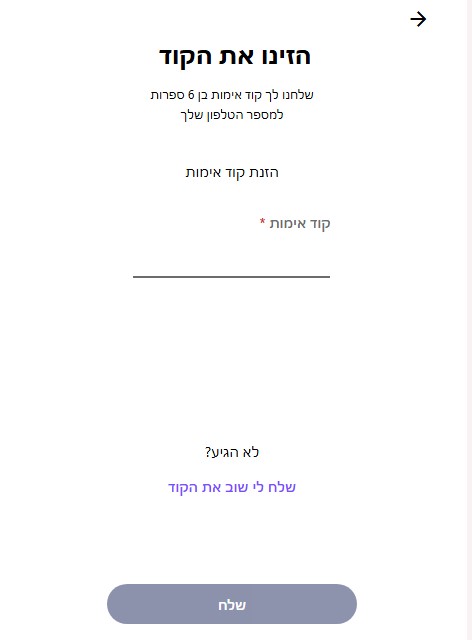 הזינו את הקוד
שלחנו לך קוד אימות בן 6 ספרות
למספר הטלפון שלך
הזנת קוד אימות
קוד אימות *
לא הגיע?
שלח לי שוב את הקוד
שלח